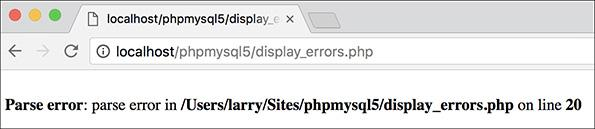 localhost/phpmysql5/display_e
localhost/phpmysql5/display_errors.php
Parse error: parse error in /Users/larry/Sites/phpmysql5/display_errors.php on line 20